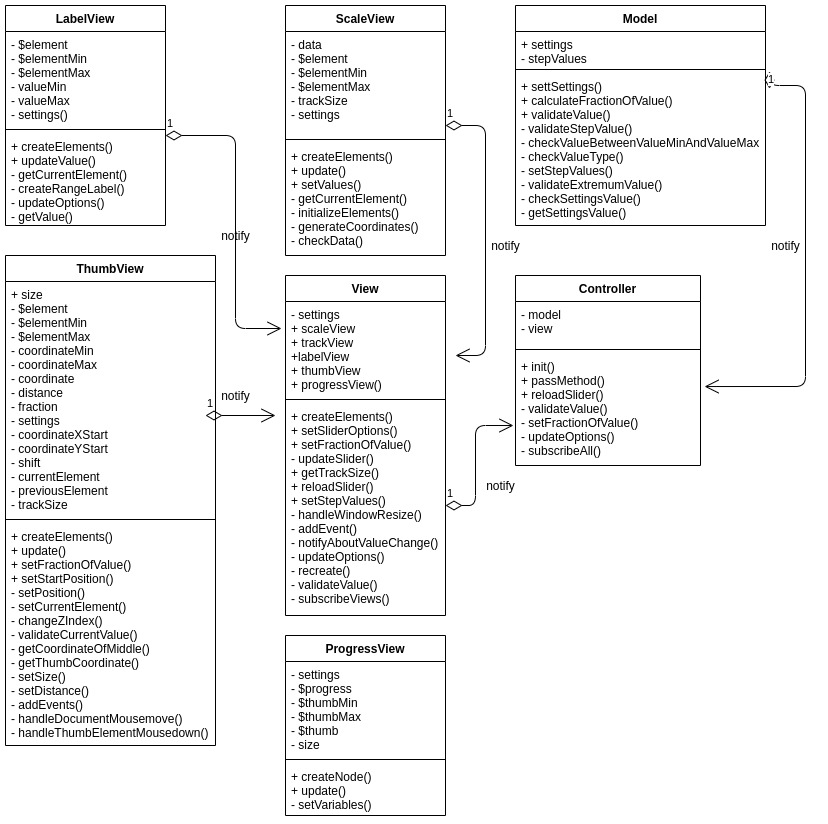 LabelView
- $element
- $elementMin
- $elementMax
- valueMin
- valueMax
- settings()
+ createElements()
+ updateValue()
- getCurrentElement()
- createRangeLabel()
- updateOptions()
- getValue()
1
notify
ScaleView
- data
- $element
- $elementMin
- $elementMax
- trackSize
- settings
+ createElements()
+ update()
+ setValues()
- getCurrentElement()
- initializeElements()
- generateCoordinates()
- checkData()
1
notify
Model
+ settings
- stepValues
+ settSettings()
+ calculateFractionOfValue()
+ validateValue()
- validateStepValue()
- checkValueBetweenValueMinAndValueMax
- checkValueType()
- setStepValues()
- validateExtremumValue()
- checkSettingsValue()
- getSettingsValue()
1
notify
ThumbView
+ size
- $element
- $elementMin
- $elementMax
- coordinateMin
- coordinateMax
- coordinate
- distance
- fraction
- settings
- coordinateXStart
- coordinateYStart
- shift
- currentElement
- previousElement
- trackSize
+ createElements()
+ update()
+ setFractionOfValue()
+ setStartPosition()
- setPosition()
- setCurrentElement()
- changeZIndex()
- validateCurrentValue()
- getCoordinateOfMiddle()
- getThumbCoordinate()
- setSize()
- setDistance()
- addEvents()
- handleDocumentMousemove()
- handleThumbElementMousedown()
1
notify
View
- settings
+ scaleView
+ trackView
+labelView
+ thumbView
+ progressView()
+ createElements()
+ setSliderOptions()
+ setFractionOfValue()
- updateSlider()
+ getTrackSize()
+ reloadSlider()
+ setStepValues()
- handleWindowResize()
- addEvent()
- notifyAboutValueChange()
- updateOptions()
- recreate()
- validateValue()
- subscribeViews()
1
notify
Controller
- model
- view
+ init()
+ passMethod()
+ reloadSlider()
- validateValue()
- setFractionOfValue()
- updateOptions()
- subscribeAll()
ProgressView
- settings
- $progress
- $thumbMin
- $thumbMax
- $thumb
- size
+ createNode()
+ update()
- setVariables()